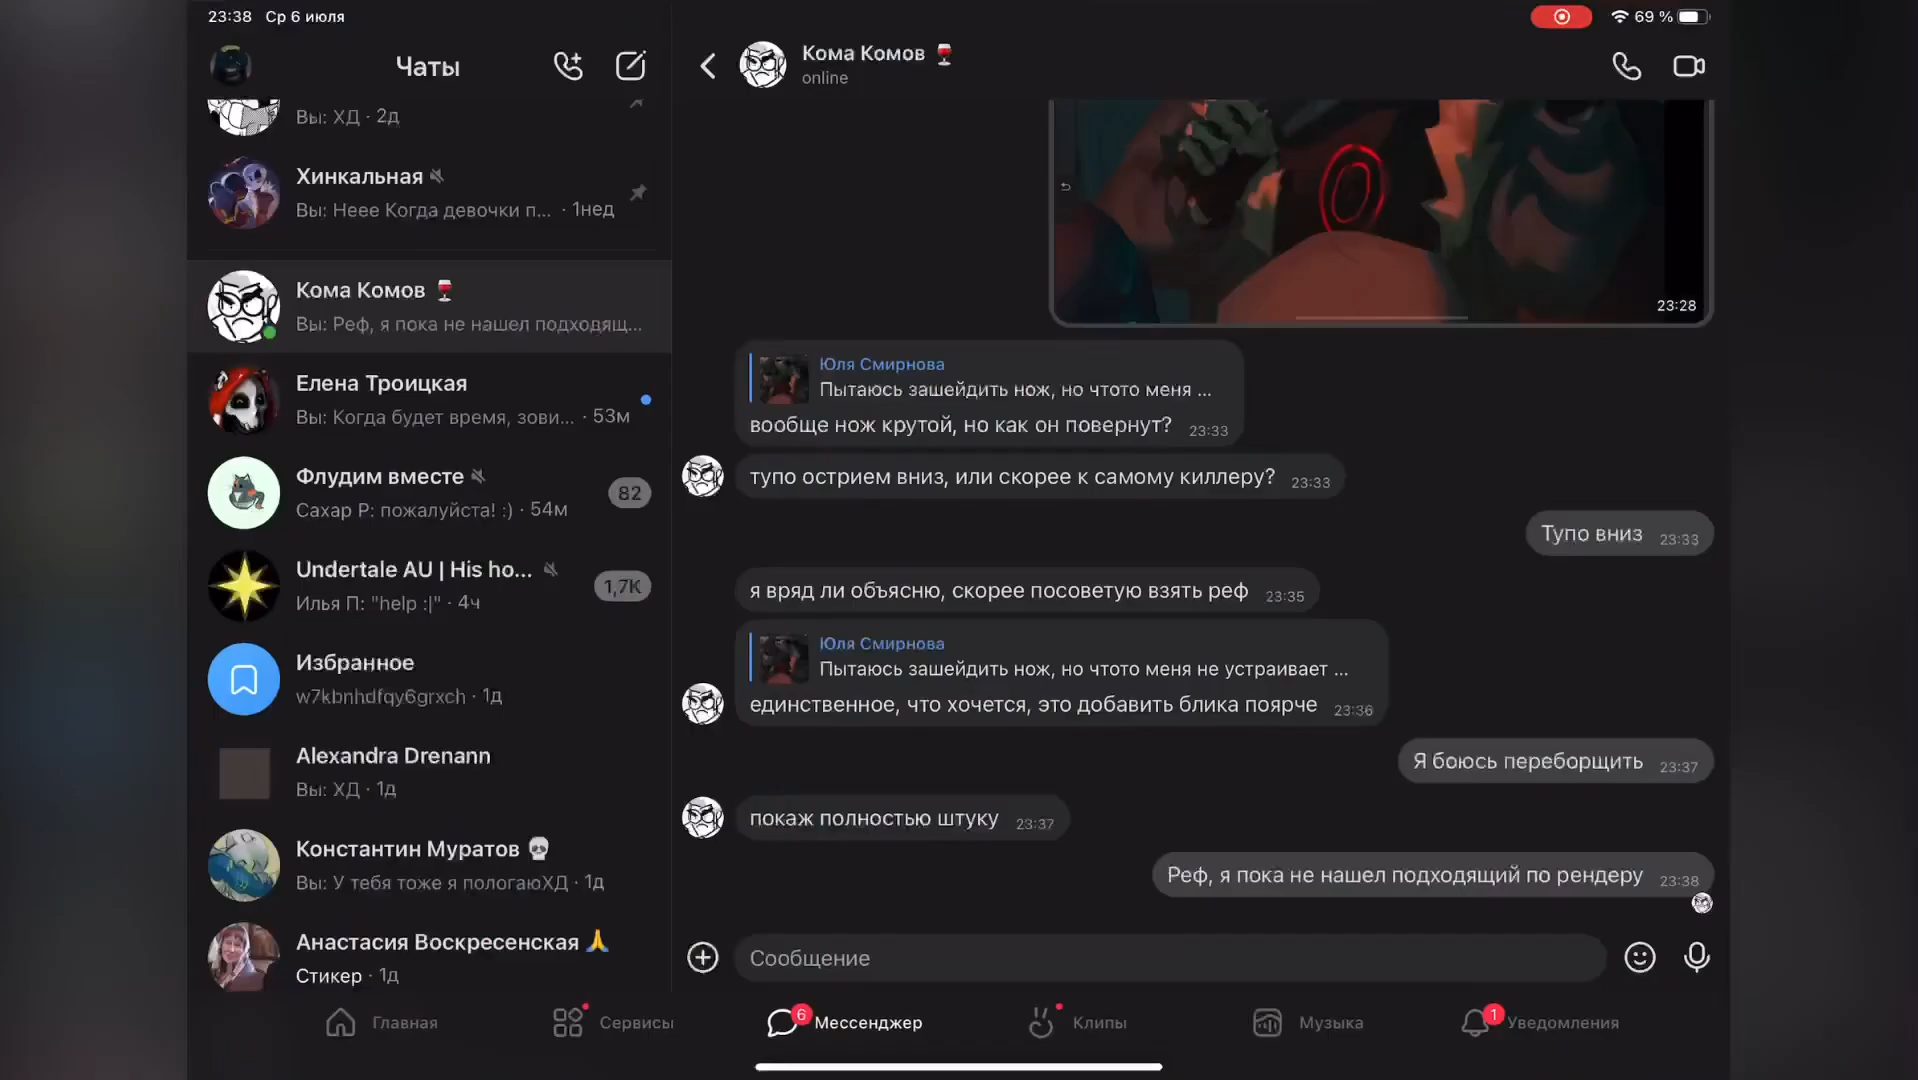 23:38 Ср 6 июля
69 %
Чаты
Вы: ХД · 2д
Хинкальная
Вы: Неее Когда девочки п... · 1нед
Кома Комов 🍷
Вы: Реф, я пока не нашел подходящ...
Елена Троицкая
Вы: Когда будет время, зови... · 53м
Флудим вместе
Сахар Р: пожалуйста! :) · 54м
82
Undertale AU | His ho...
Илья П: "help :|" · 4ч
1,7K
Избранное
w7kbnhdfqy6grxch · 1д
Alexandra Drenann
Вы: ХД · 1д
Константин Муратов 💀
Вы: У тебя тоже я пологаюХД · 1д
Анастасия Воскресенская 🙏
Стикер · 1д
Кома Комов 🍷
online
23:28
Юля Смирнова
Пытаюсь зашейдить нож, но чтото меня ...
вообще нож крутой, но как он повернут? 23:33
тупо острием вниз, или скорее к самому киллеру? 23:33
Тупо вниз 23:33
я вряд ли объясню, скорее посоветую взять реф 23:35
Юля Смирнова
Пытаюсь зашейдить нож, но чтото меня не устраивает ...
единственное, что хочется, это добавить блика поярче 23:36
Я боюсь переборщить 23:37
покаж полностью штуку 23:37
Реф, я пока не нашел подходящий по рендеру 23:38
Сообщение
Главная
Сервисы
6
Мессенджер
Клипы
Музыка
1
Уведомления